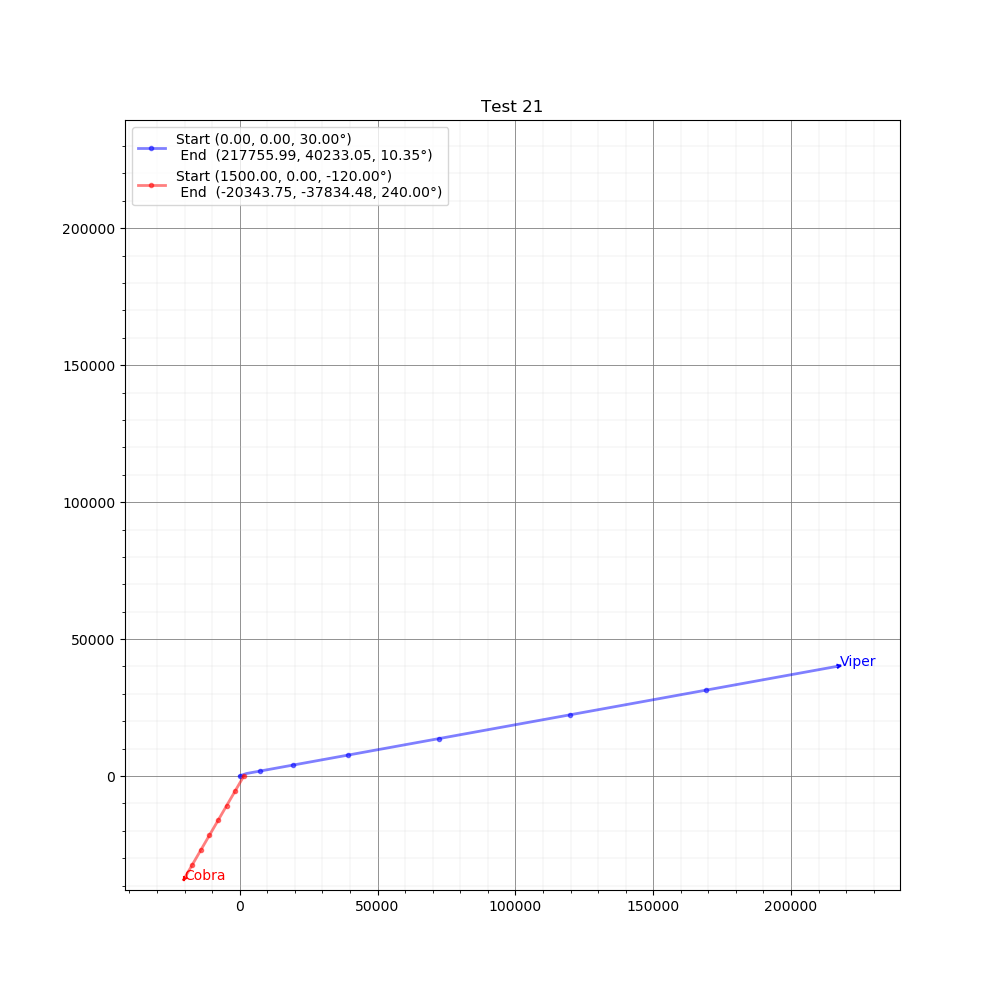 Test 21
Start (0.00, 0.00, 30.00°)
End (217755.99, 40233.05, 10.35°)
Start (1500.00, 0.00, -120.00°)
End (-20343.75, -37834.48, 240.00°)
200000
150000
100000
50000
Viper
0
Cobra
0 50000 100000 150000 200000